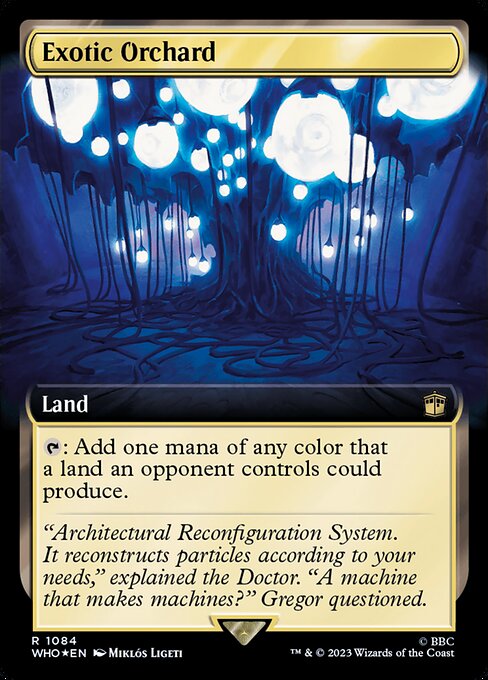 Exotic Orchard
Land
: Add one mana of any color that
a land an opponent controls could
produce.
“Architectural Reconfiguration System.
It reconstructs particles according to your
needs,” explained the Doctor. “A machine
that makes machines?” Gregor questioned.
R 1084
WHO★EN Miklós Ligeti
© BBC
™ & © 2023 Wizards of the Coast